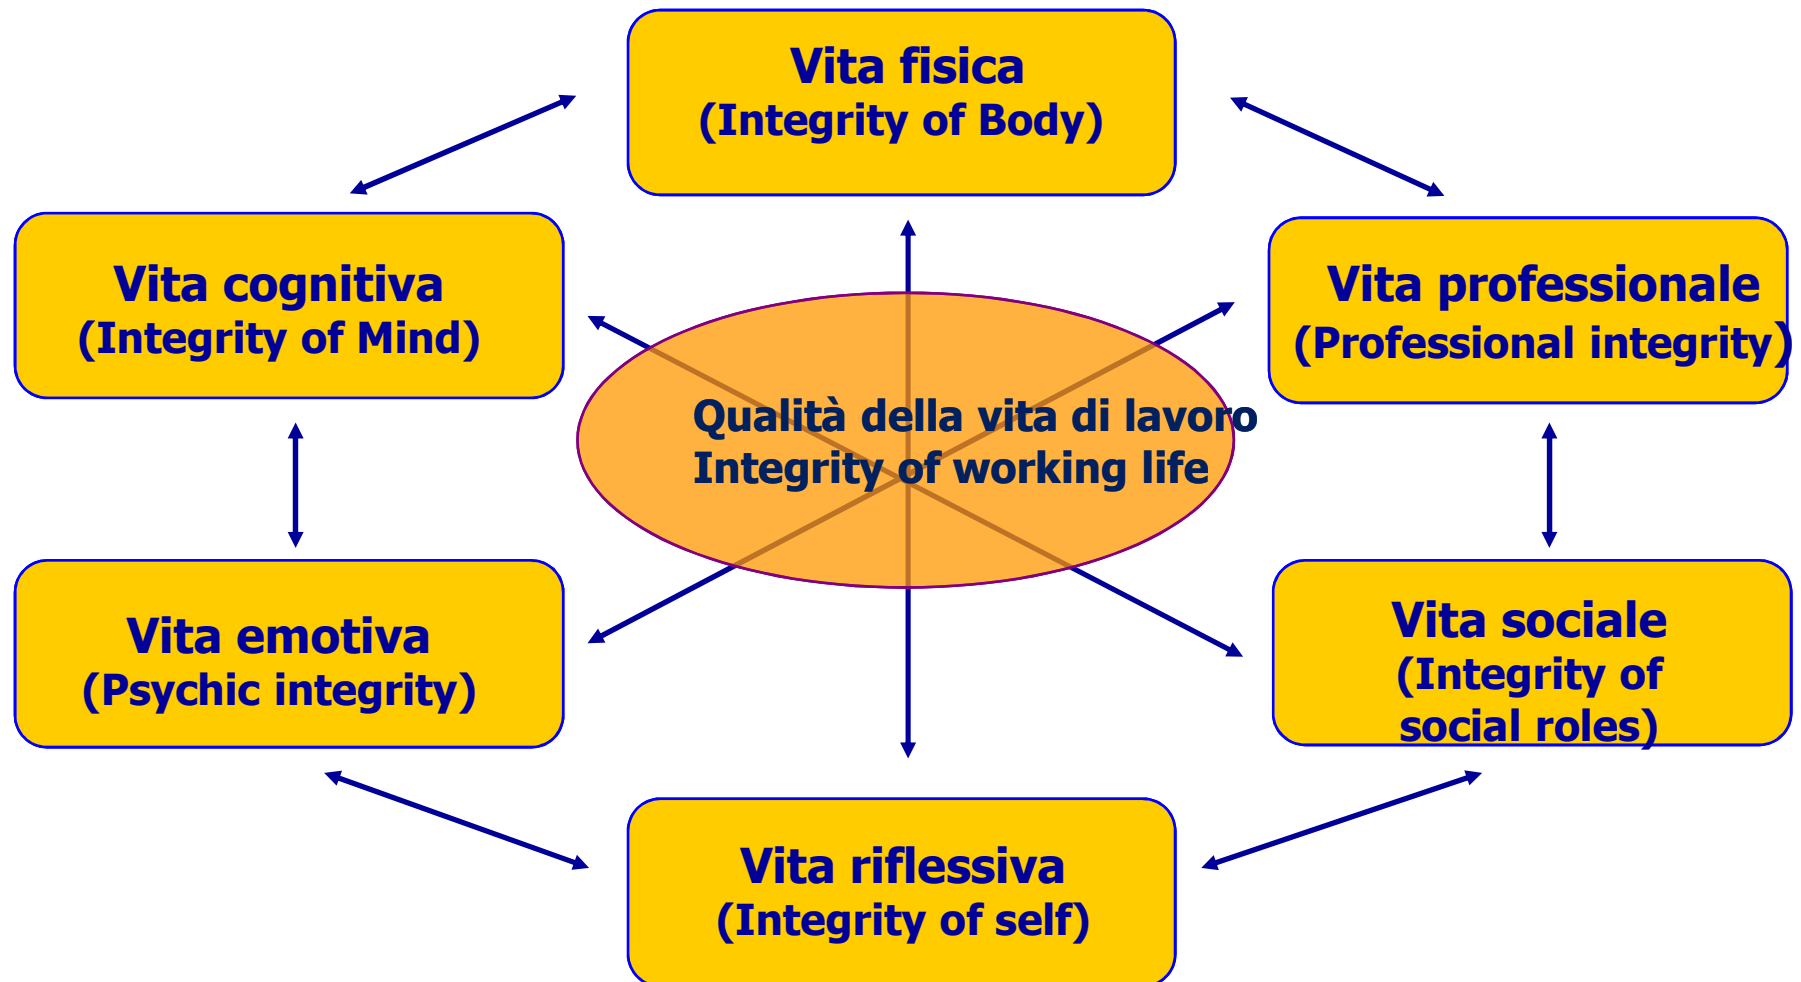 Vita fisica
(Integrity of Body)
Vita cognitiva
(Integrity of Mind)
Vita professionale
(Professional integrity)
Qualità della vita di lavoro
Integrity of working life
Vita emotiva
(Psychic integrity)
Vita sociale
(Integrity of
social roles)
Vita riflessiva
(Integrity of self)